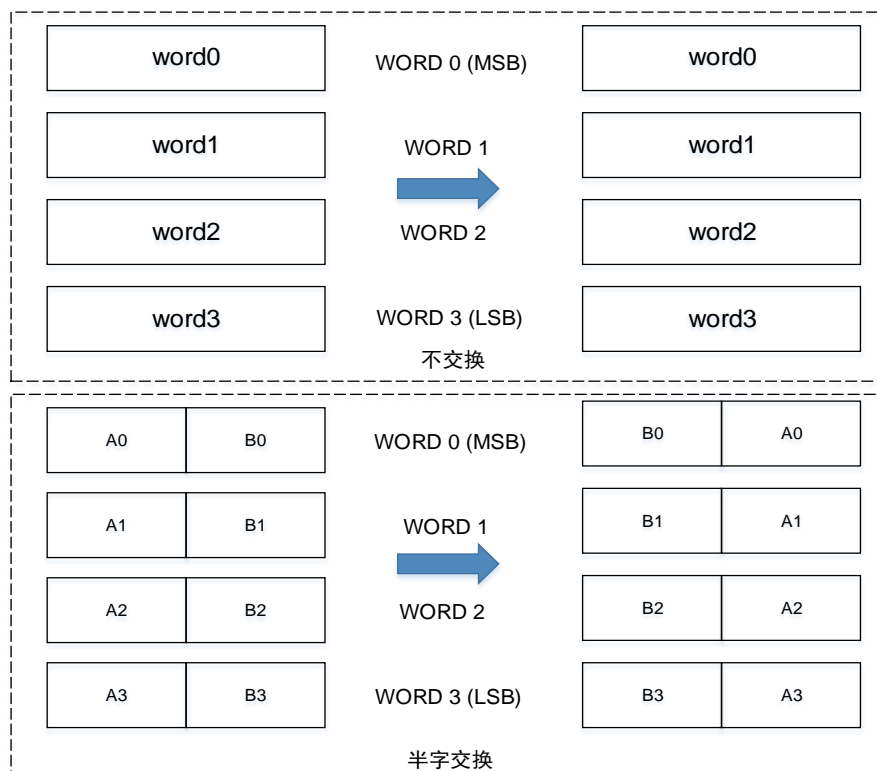 word0 WORD 0 (MSB) word0
word1 WORD 1 word1
word2 WORD 2 word2
word3 WORD 3 (LSB) word3
不交换
A0 B0 WORD 0 (MSB) B0 A0
A1 B1 WORD 1 B1 A1
A2 B2 WORD 2 B2 A2
A3 B3 WORD 3 (LSB) B3 A3
半字交换